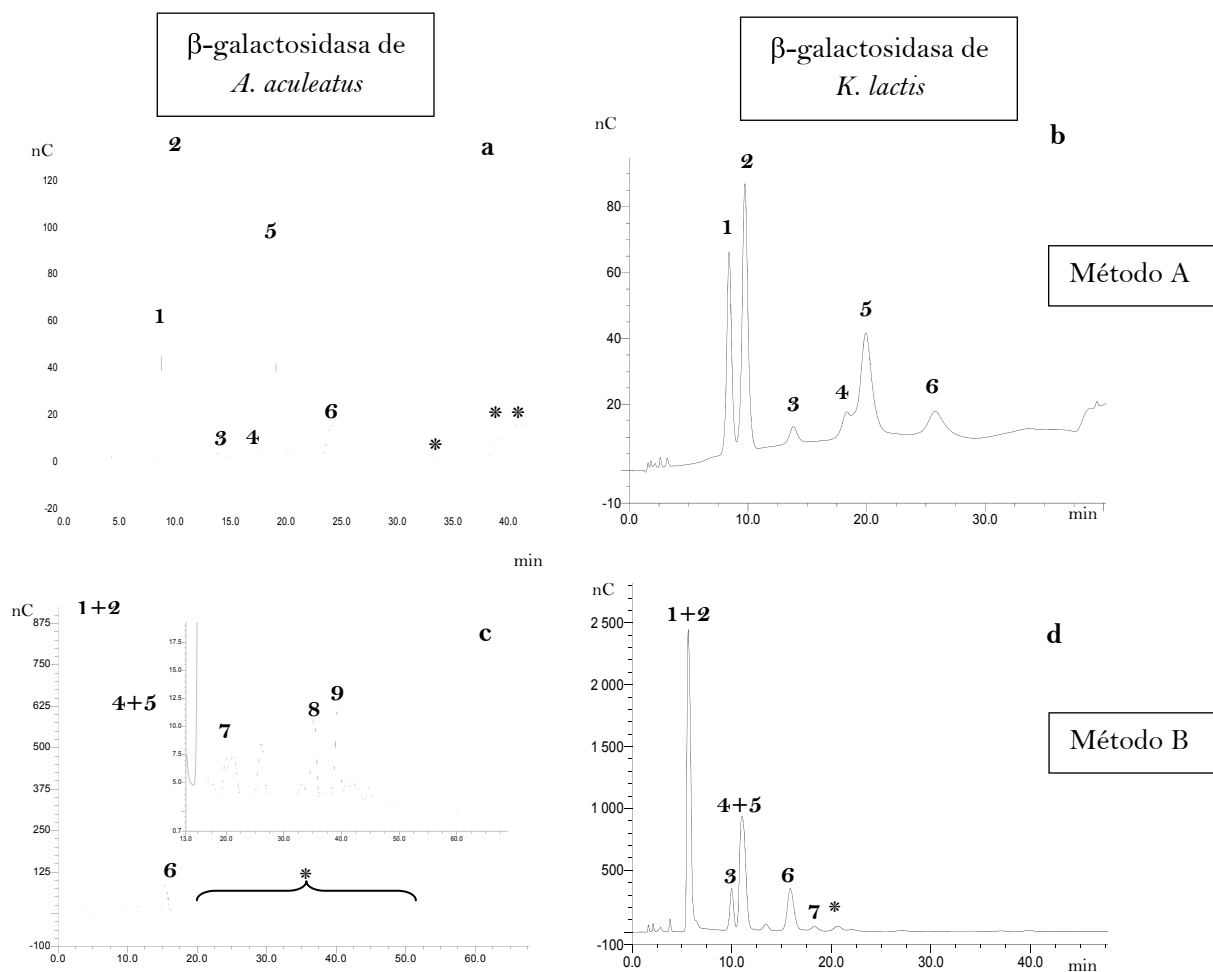 β-galactosidasa de
A. aculeatus
β-galactosidasa de
K. lactis
nC
2
a
120
100
80
60
40
20
0
-20
1
5
3
4
6
*
* *
0.0 5.0 10.0 15.0 20.0 25.0 30.0 35.0 40.0
min
nC
b
80
60
40
20
-10
1
2
3
4
5
6
0.0 10.0 20.0 30.0
min
Método A
nC
1+2
c
875
750
625
500
375
250
125
-100
4+5
6
*
17.5
15.0
12.5
10.0
7.5
5.0
0.7
7
8
9
13.0 20.0 30.0 40.0 50.0 60.0
0.0 10.0 20.0 30.0 40.0 50.0 60.0
min
nC
d
2 500
2 000
1 500
1 000
500
-100
1+2
3
4+5
6
7
*
0.0 10.0 20.0 30.0 40.0
min
Método B